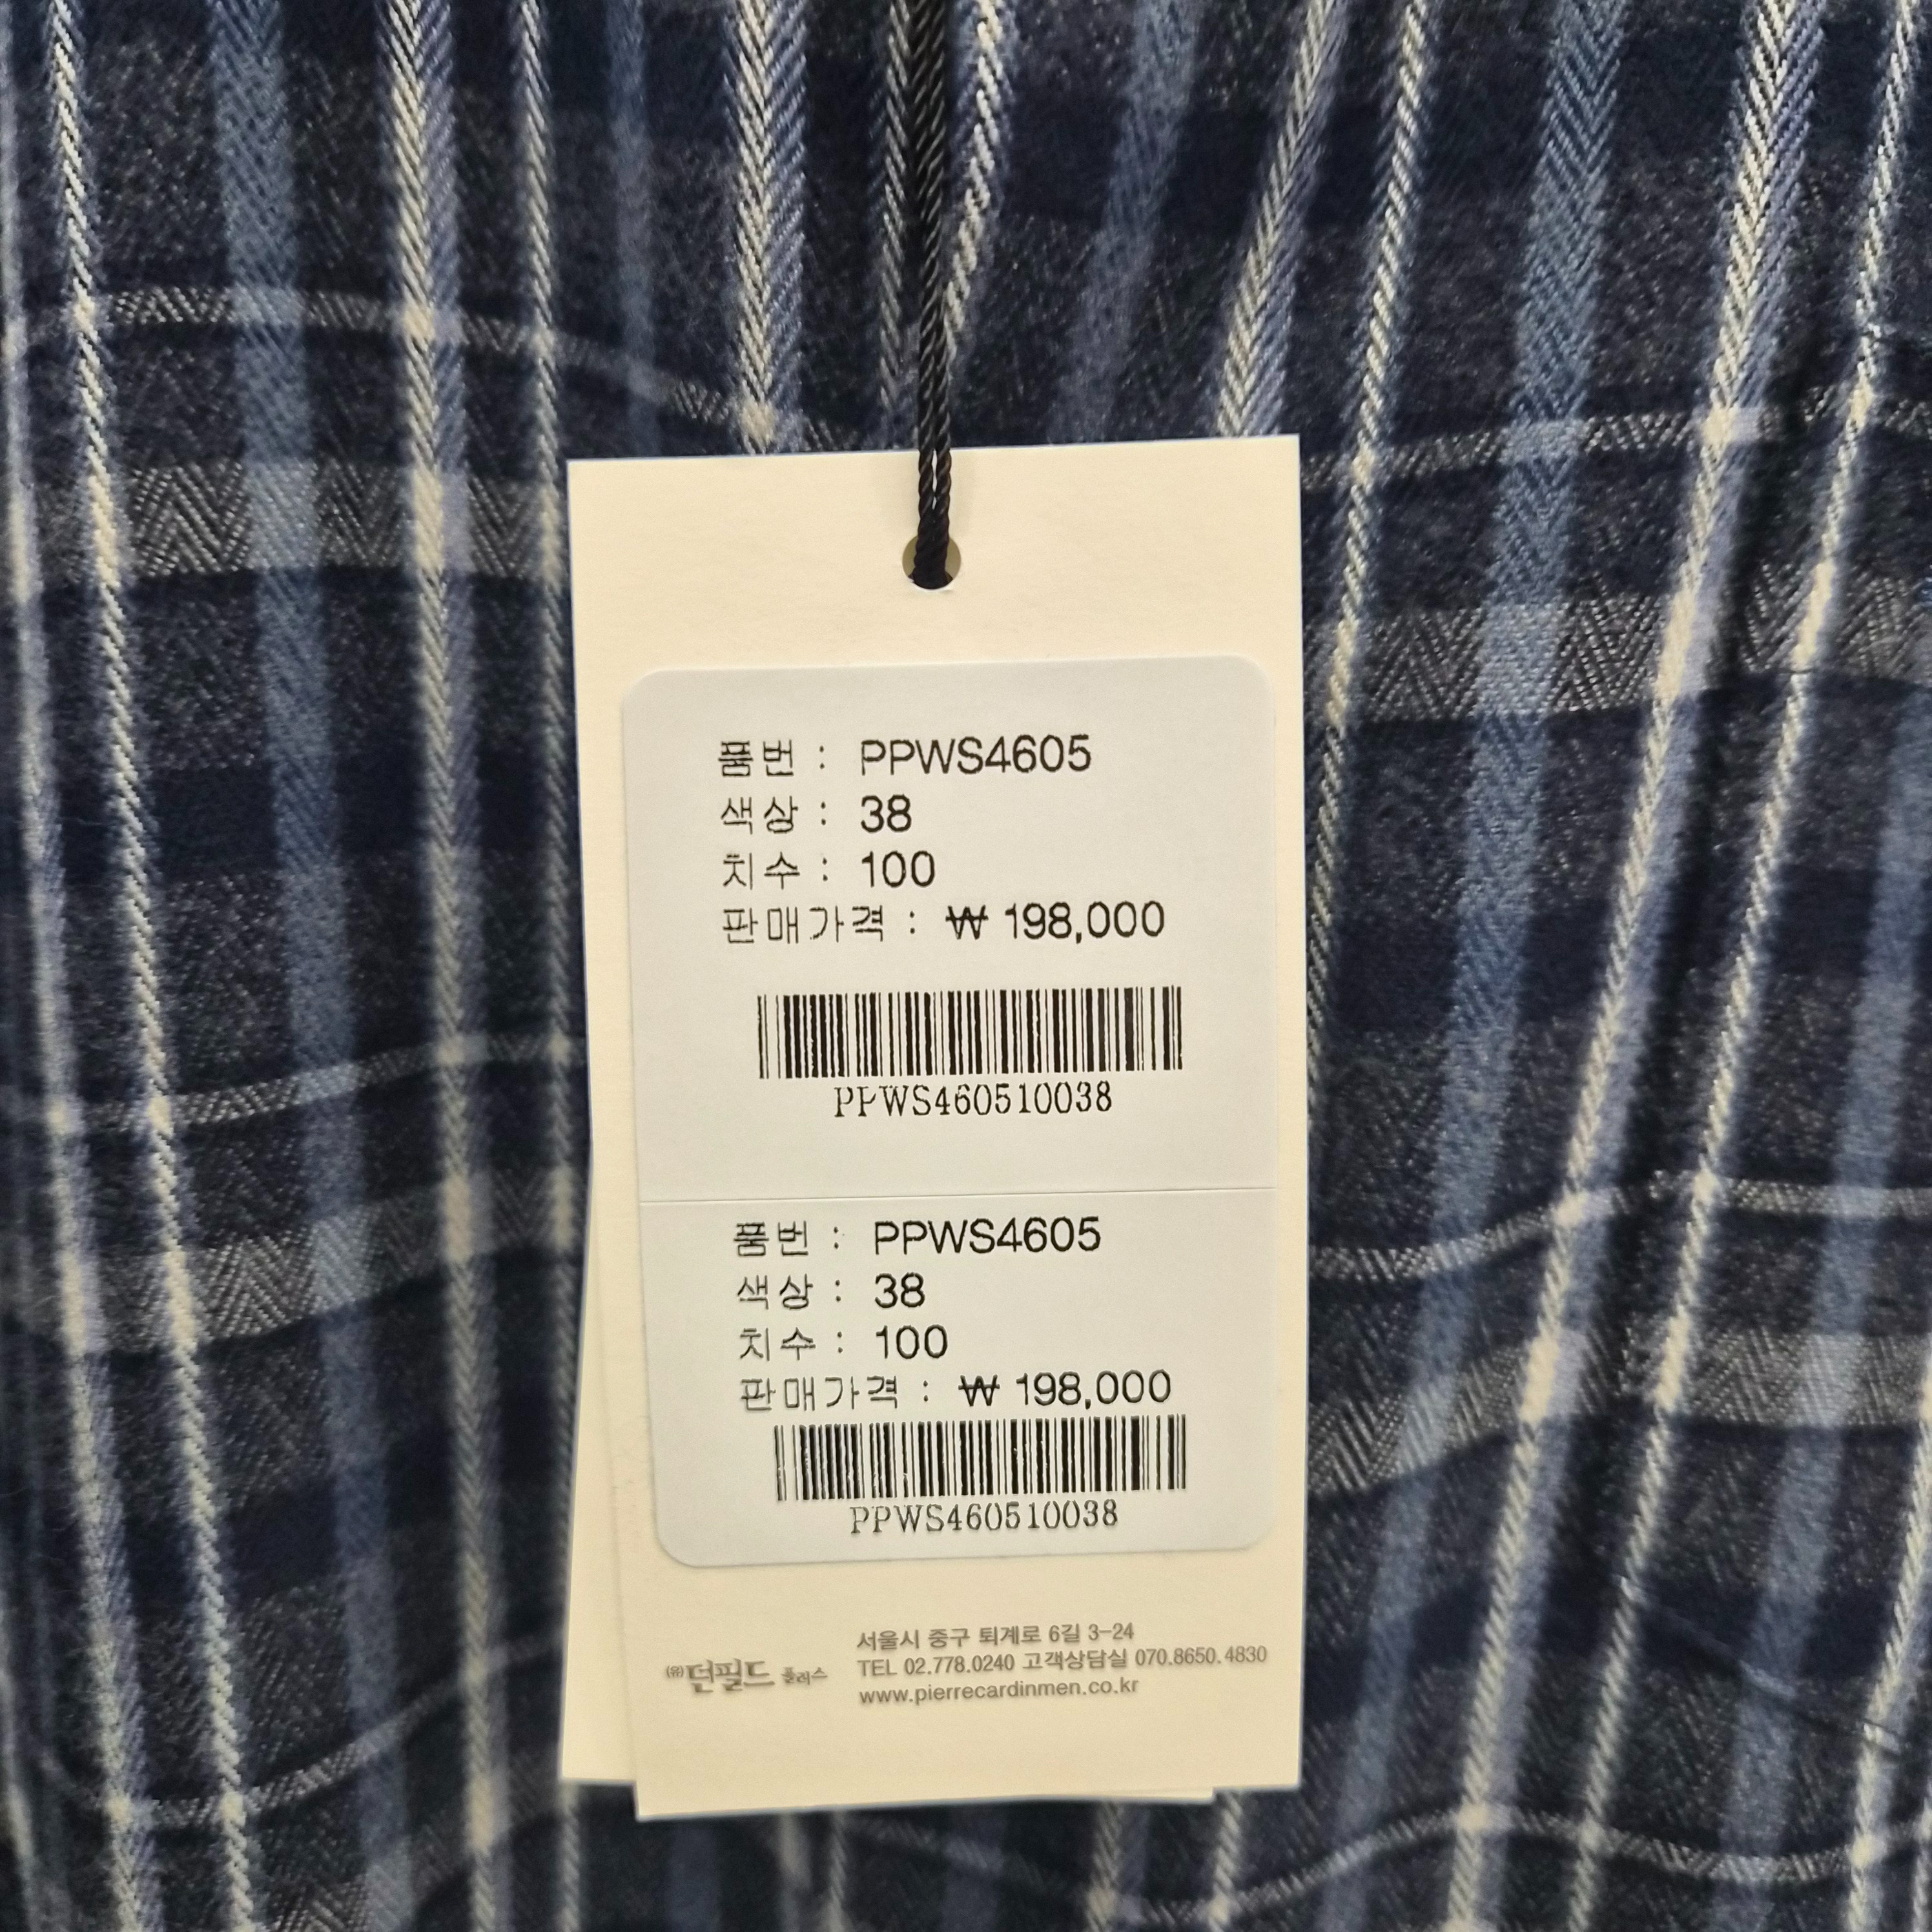 품번 : PPWS4605
색상 : 38
치수 : 100
판매가격 : ₩ 198,000
PPWS460510038
품번 : PPWS4605
색상 : 38
치수 : 100
판매가격 : ₩ 198,000
PPWS460510038
㈲던필드 플러스
서울시 중구 퇴계로 6길 3-24
TEL 02.778.0240 고객상담실 070.8650.4830
www.pierrecardinmen.co.kr